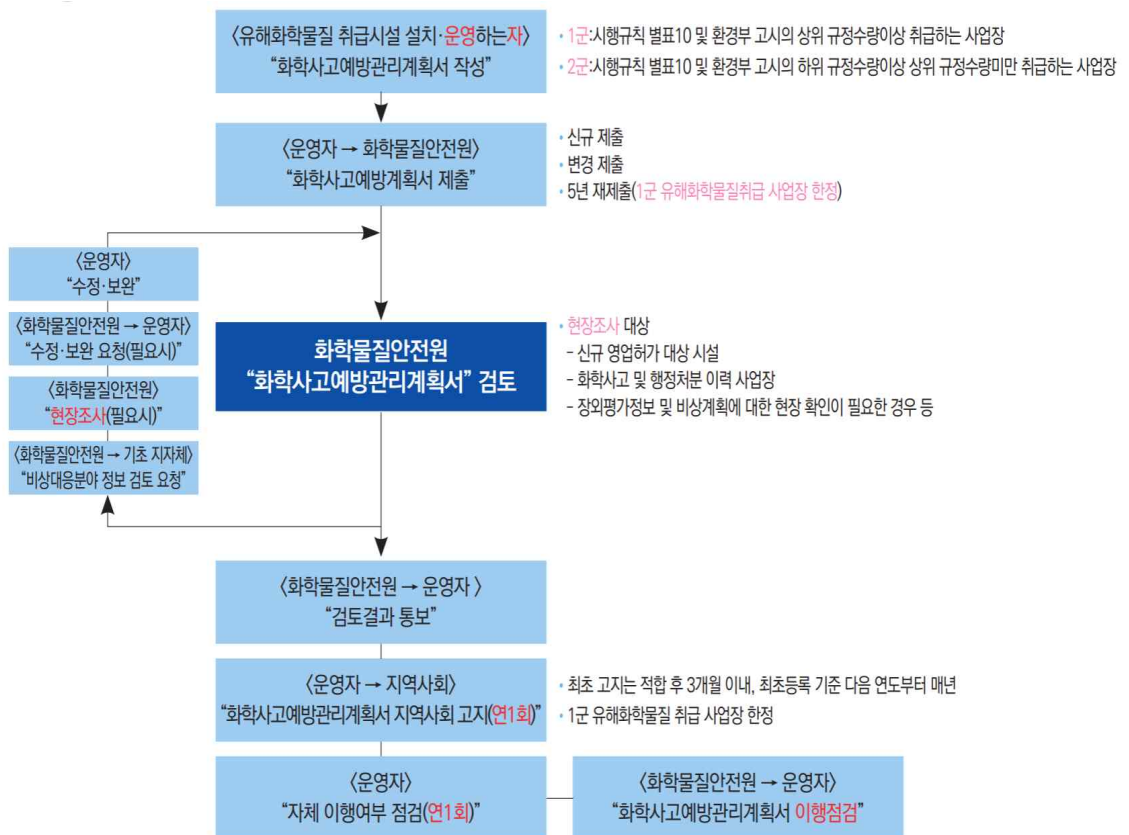 〈유해화학물질 취급시설 설치·운영하는자〉
“화학사고예방관리계획서 작성”
• 1군:시행규칙 별표10 및 환경부 고시의 상위 규정수량이상 취급하는 사업장
• 2군:시행규칙 별표10 및 환경부 고시의 하위 규정수량이상 상위 규정수량미만 취급하는 사업장
〈운영자 → 화학물질안전원〉
“화학사고예방계획서 제출”
• 신규 제출
• 변경 제출
• 5년 재제출(1군 유해화학물질취급 사업장 한정)
〈운영자〉
“수정·보완”
〈화학물질안전원 → 운영자〉
“수정·보완 요청(필요시)”
〈화학물질안전원〉
“현장조사(필요시)”
〈화학물질안전원 → 기초 지자체〉
“비상대응분야 정보 검토 요청”
화학물질안전원
“화학사고예방관리계획서” 검토
• 현장조사 대상
– 신규 영업허가 대상 시설
– 화학사고 및 행정처분 이력 사업장
– 장외평가정보 및 비상계획에 대한 현장 확인이 필요한 경우 등
〈화학물질안전원 → 운영자 〉
“검토결과 통보”
〈운영자 → 지역사회〉
“화학사고예방관리계획서 지역사회 고지(연1회)”
• 최초 고지는 적합 후 3개월 이내, 최초등록 기준 다음 연도부터 매년
• 1군 유해화학물질 취급 사업장 한정
〈운영자〉
“자체 이행여부 점검(연1회)”
〈화학물질안전원 → 운영자〉
“화학사고예방관리계획서 이행점검”